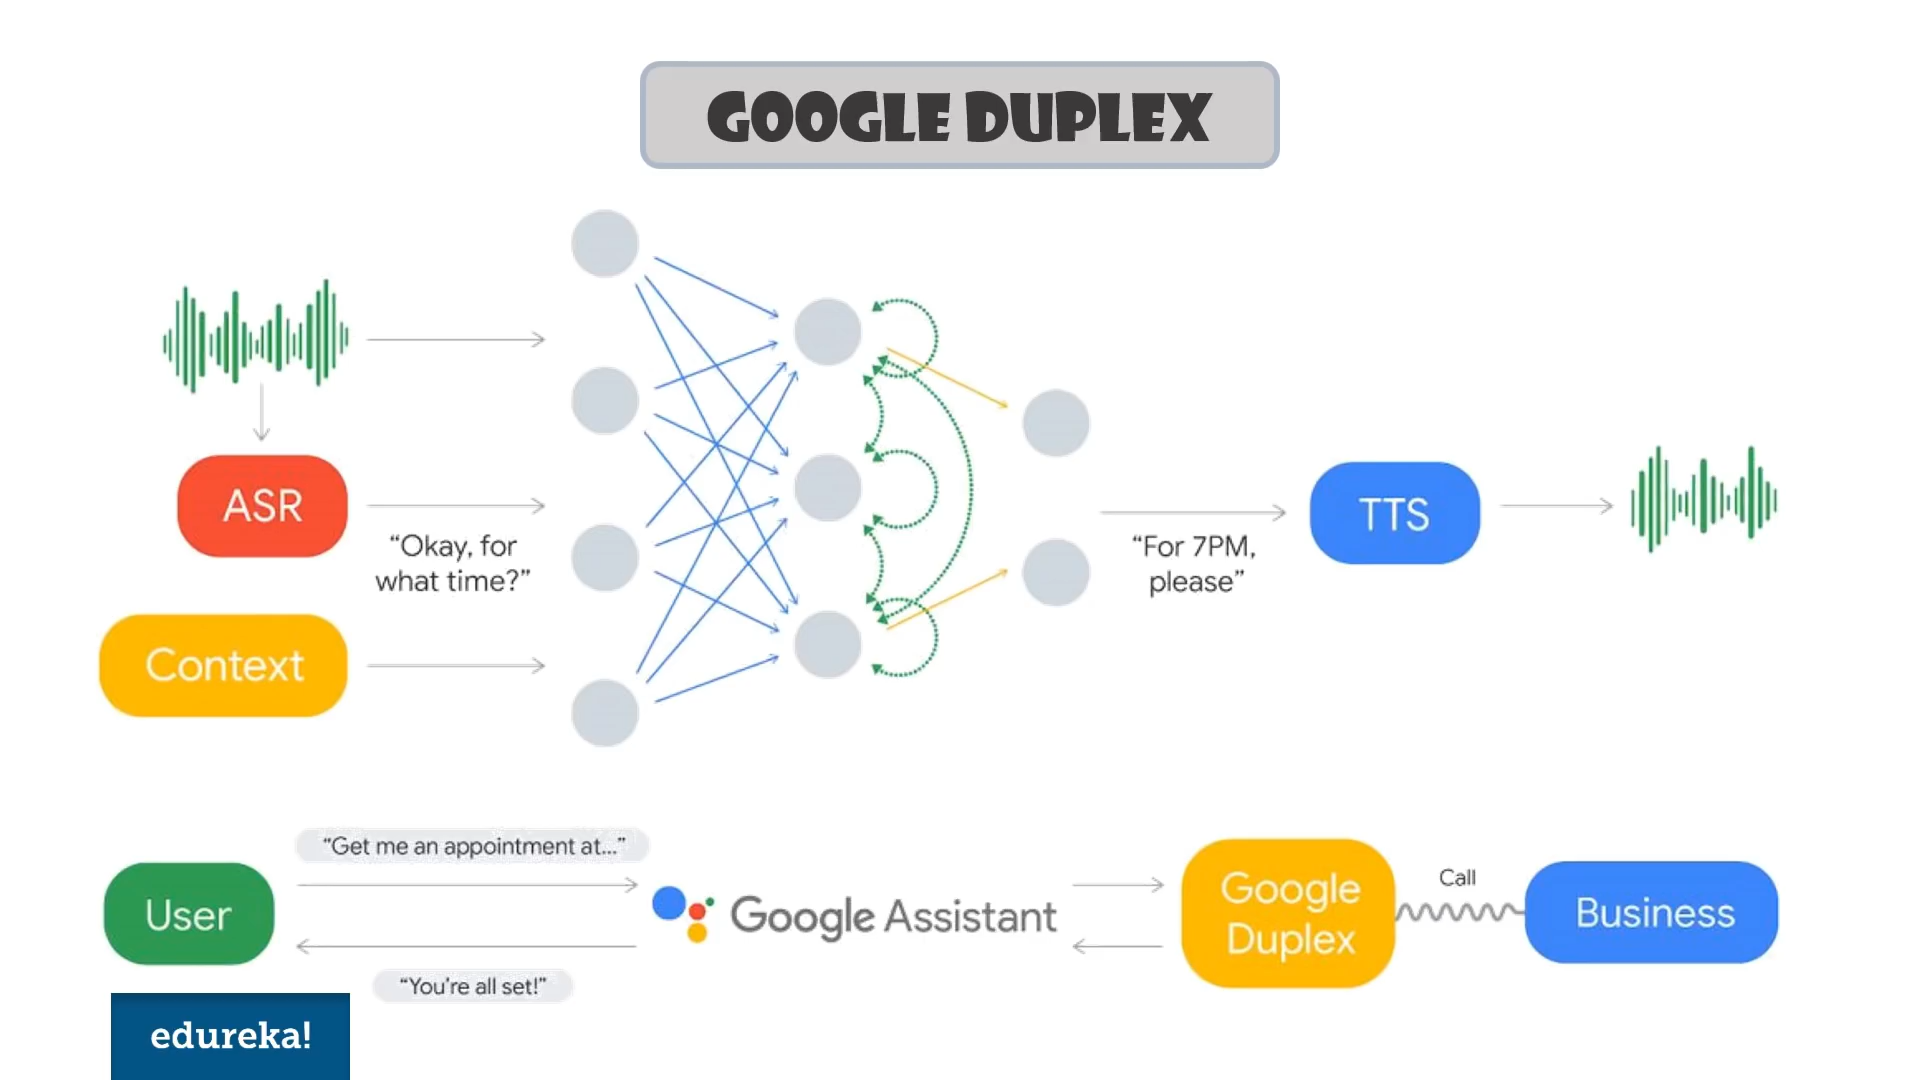 GOOGLE DUPLEX
ASR
“Okay, for
what time?”
Context
“For 7PM,
please”
TTS
“Get me an appointment at...”
User
Google Assistant
Google
Duplex
Call
Business
“You’re all set!”
edureka!